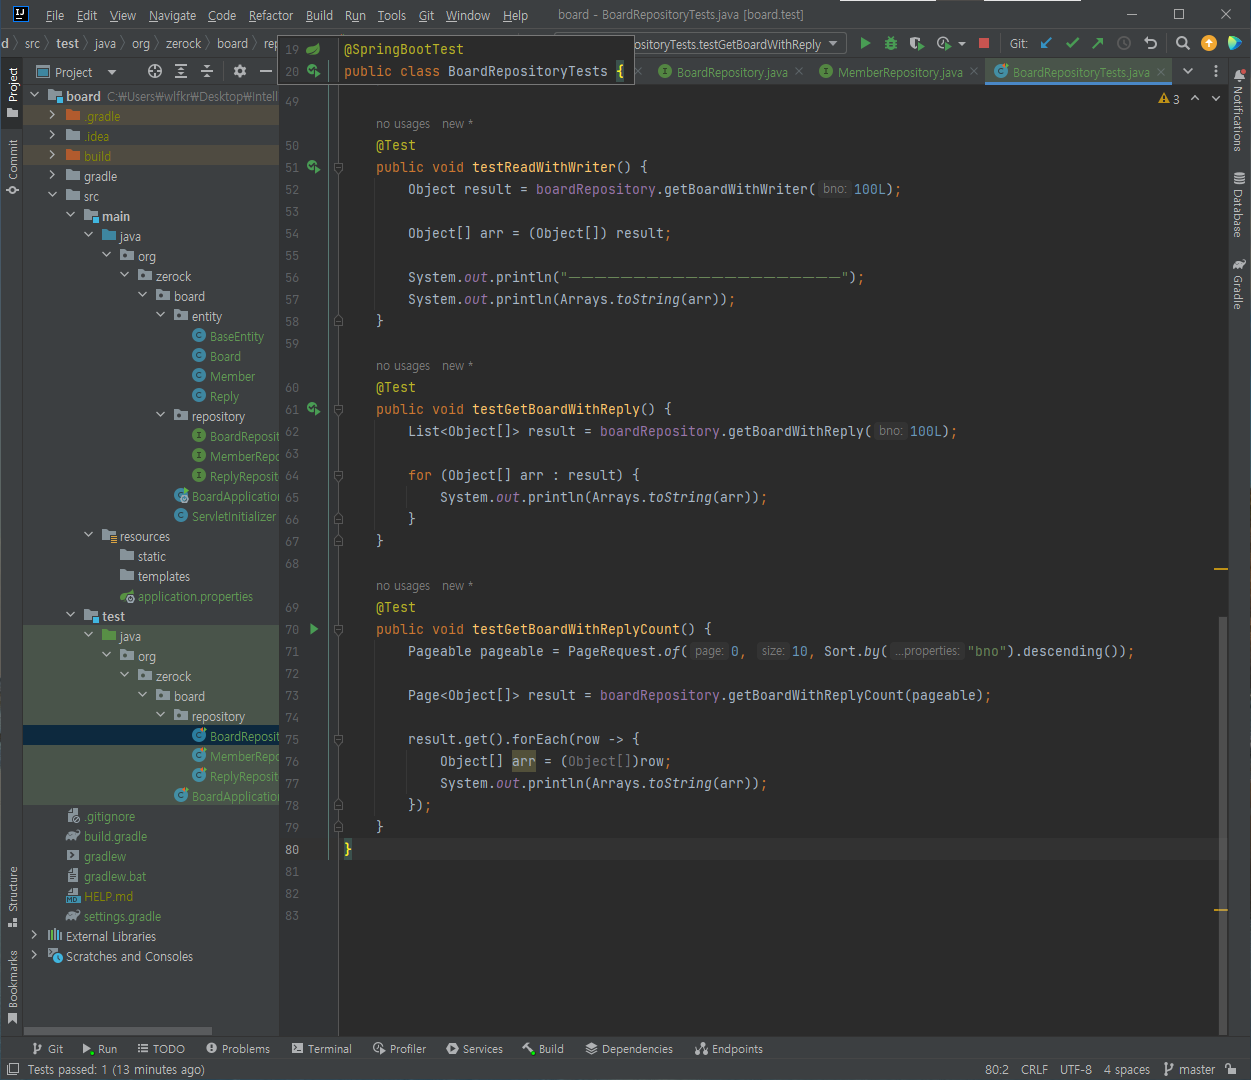 File Edit View Navigate Code Refactor Build Run Tools Git Window Help board - BoardRepositoryTests.java [board.test]
d src test java org zerock board rep
oryTests.testGetBoardWithReply Git:
19 @SpringBootTest
20 public class BoardRepositoryTests {
Project BoardRepository.java MemberRepository.java BoardRepositoryTests.java
Project
Commit
Structure
Bookmarks
Notifications
Database
Gradle
board C:₩Users₩wlfkr₩Desktop₩Intell
.gradle
.idea
build
gradle
src
main
java
org
zerock
board
entity
BaseEntity
Board
Member
Reply
repository
BoardReposit
MemberRepo
ReplyReposit
BoardApplication
ServletInitializer
resources
static
templates
application.properties
test
java
org
zerock
board
repository
BoardReposit
MemberRepo
ReplyReposit
BoardApplication
.gitignore
build.gradle
gradlew
gradlew.bat
HELP.md
settings.gradle
External Libraries
Scratches and Consoles
3
49
no usages new *
50 @Test
51 public void testReadWithWriter() {
52 Object result = boardRepository.getBoardWithWriter( bno: 100L);
53
54 Object[] arr = (Object[]) result;
55
56 System.out.println("—————————————————————");
57 System.out.println(Arrays.toString(arr));
58 }
59
no usages new *
60 @Test
61 public void testGetBoardWithReply() {
62 List<Object[]> result = boardRepository.getBoardWithReply( bno: 100L);
63
64 for (Object[] arr : result) {
65 System.out.println(Arrays.toString(arr));
66 }
67 }
68
no usages new *
69 @Test
70 public void testGetBoardWithReplyCount() {
71 Pageable pageable = PageRequest.of( page: 0, size: 10, Sort.by( ...properties: "bno").descending());
72
73 Page<Object[]> result = boardRepository.getBoardWithReplyCount(pageable);
74
75 result.get().forEach(row -> {
76 Object[] arr = (Object[])row;
77 System.out.println(Arrays.toString(arr));
78 });
79 }
80 }
81
82
83
Git Run TODO Problems Terminal Profiler Services Build Dependencies Endpoints
Tests passed: 1 (13 minutes ago) 80:2 CRLF UTF-8 4 spaces master